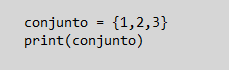 conjunto = {1,2,3}
print(conjunto)